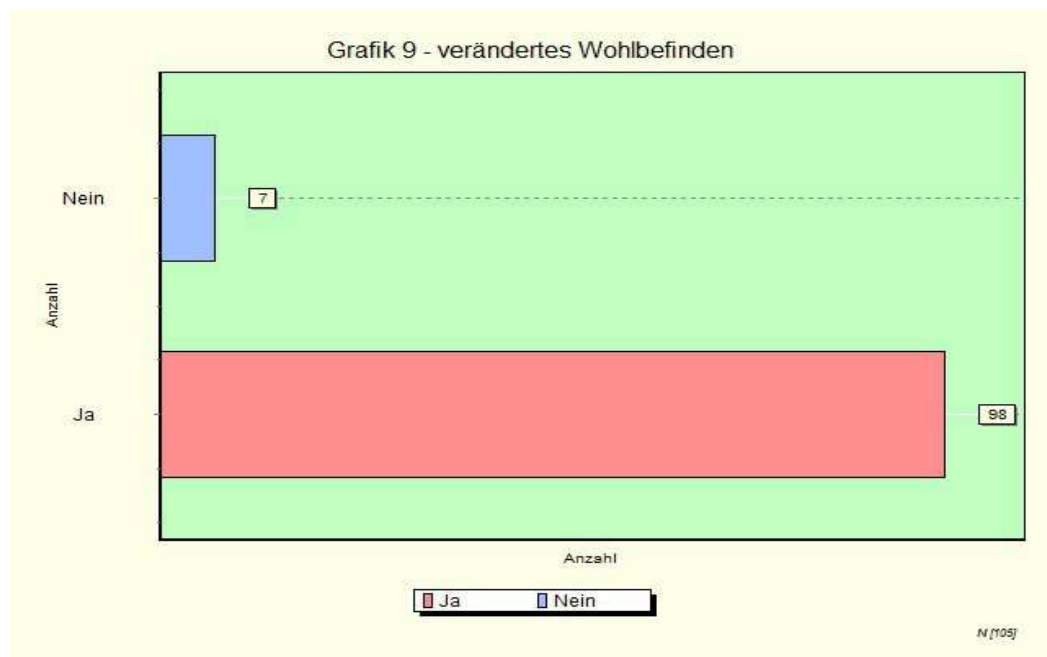 Grafik 9 - verändertes Wohlbefinden
Nein
7
Anzahl
Ja
98
Anzahl
Ja Nein
N [105]